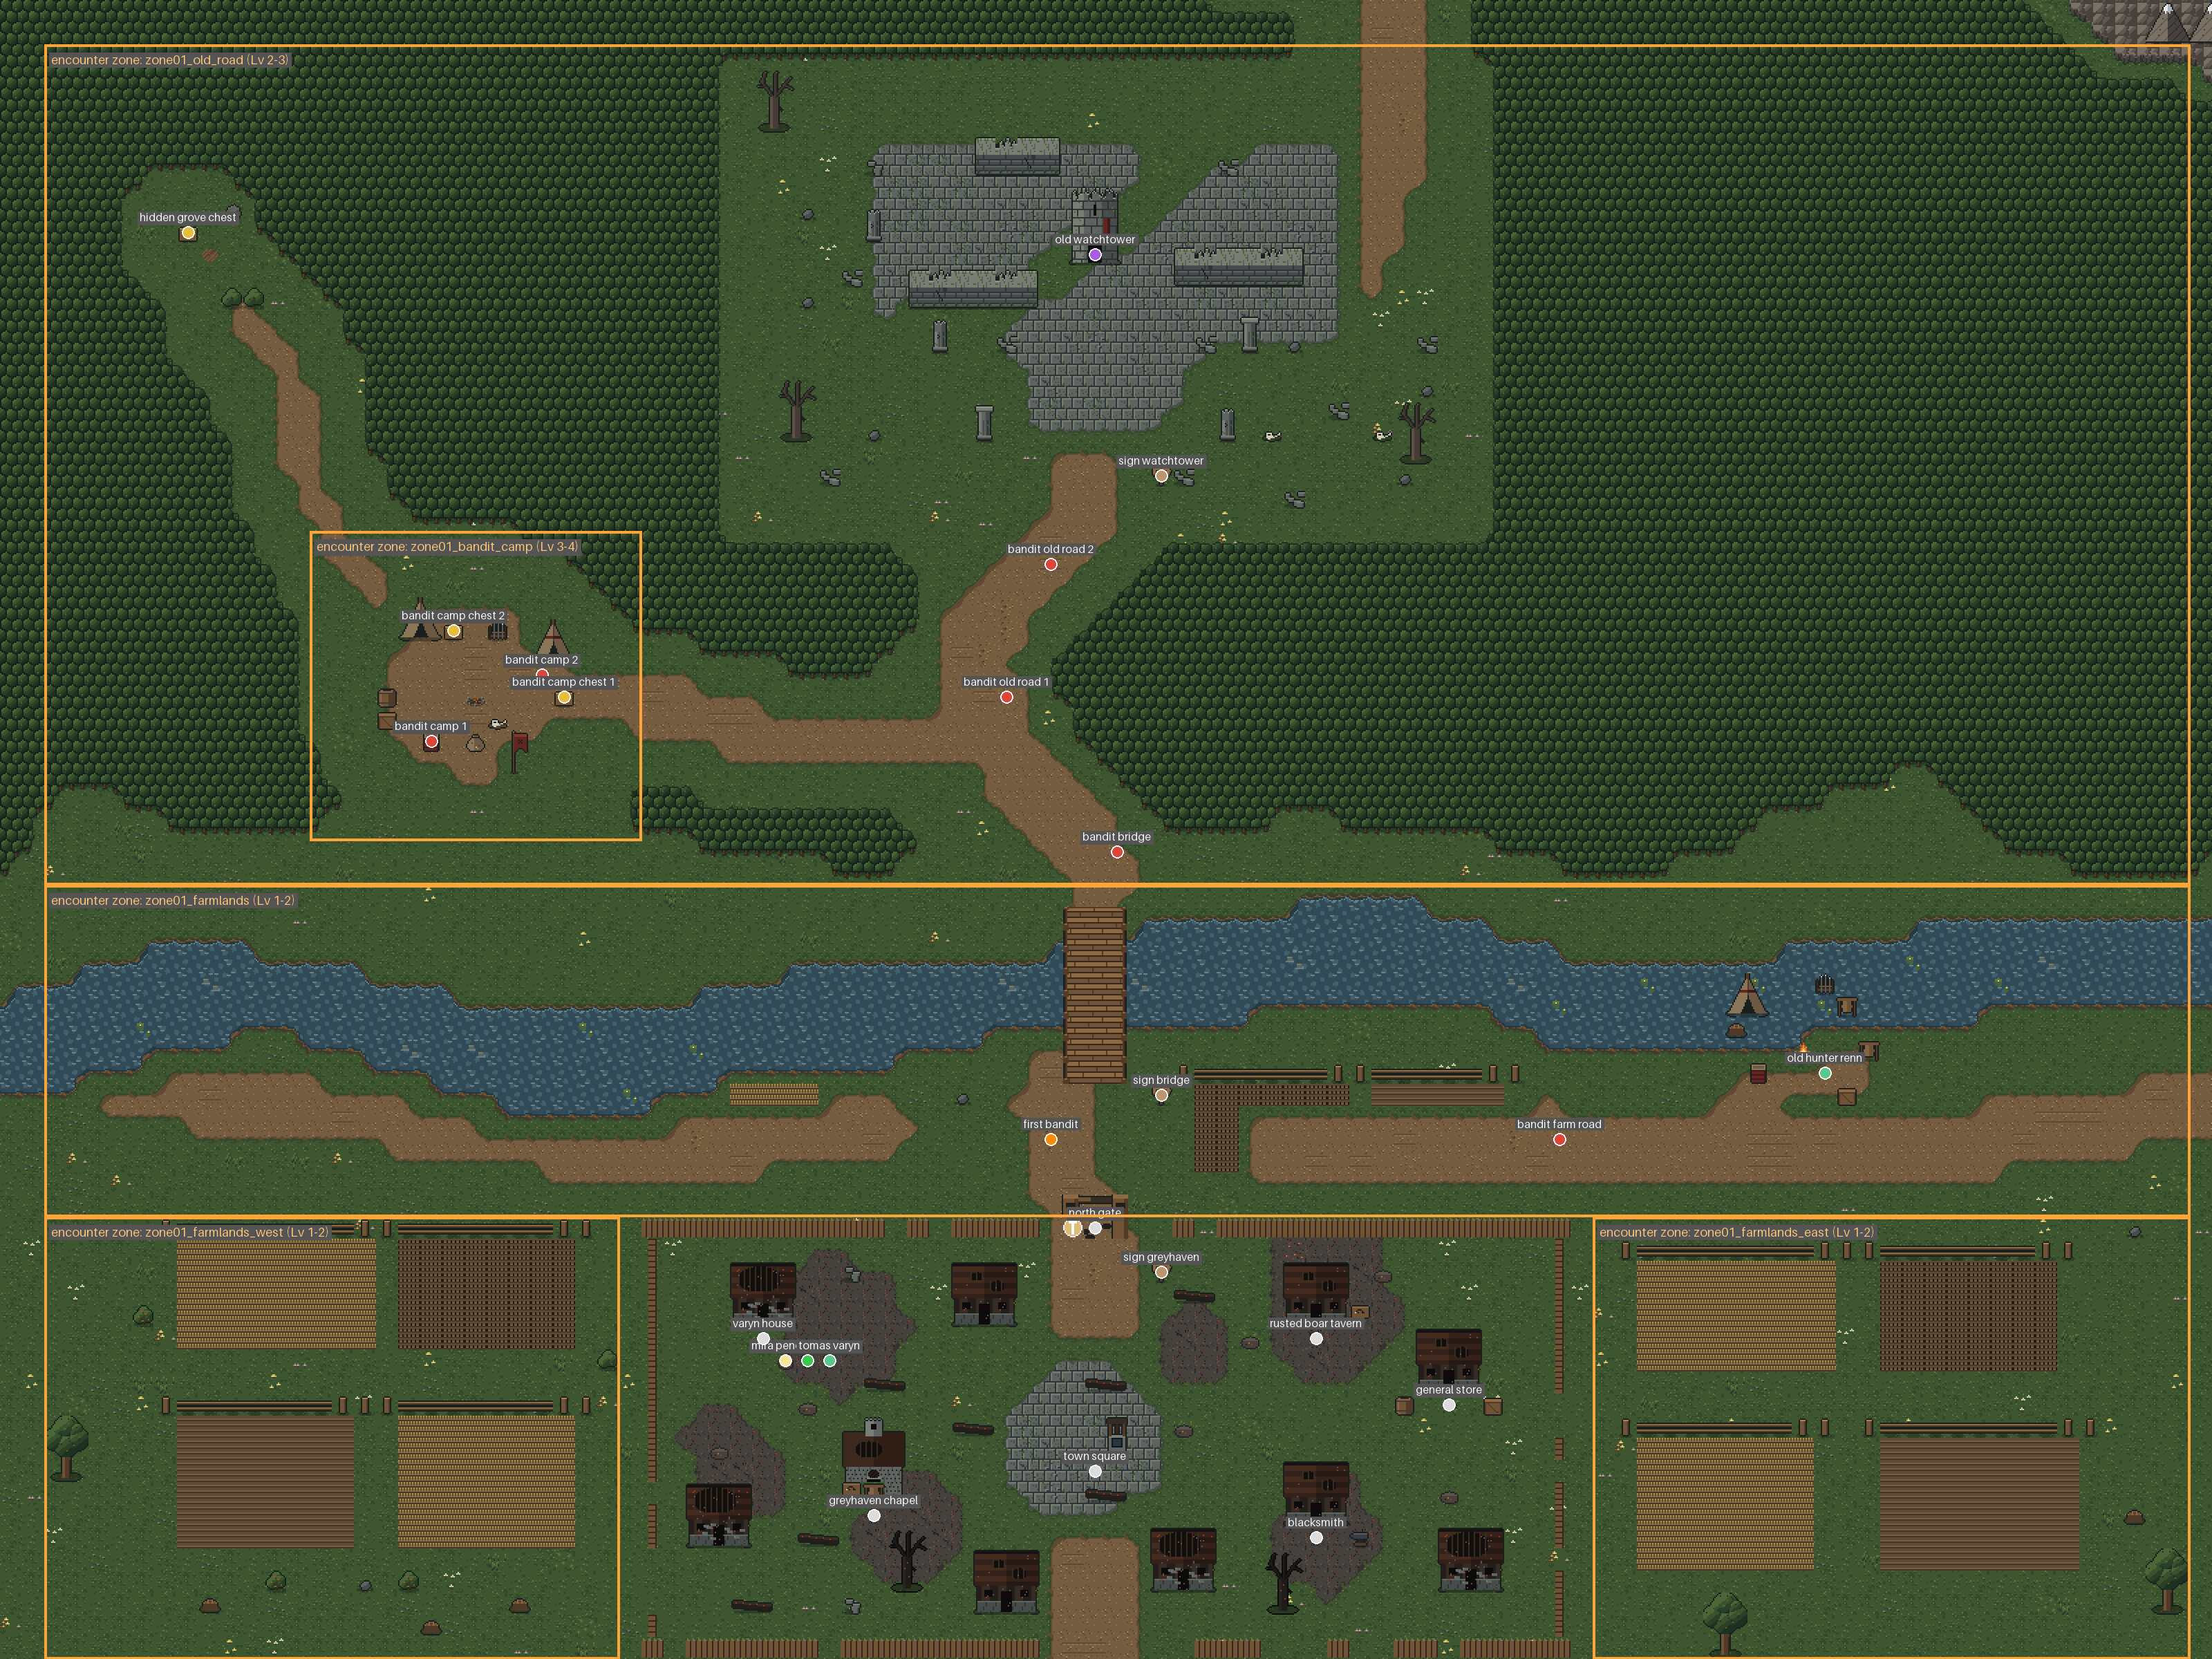 encounter zone: zone01_old_road (Lv 2-3)
hidden grove chest
old watchtower
sign watchtower
encounter zone: zone01_bandit_camp (Lv 3-4)
bandit old road 2
bandit camp chest 2
bandit camp 2
bandit camp chest 1
bandit old road 1
bandit camp 1
bandit bridge
encounter zone: zone01_farmlands (Lv 1-2)
old hunter renn
sign bridge
first bandit
bandit farm road
north gate
T
encounter zone: zone01_farmlands_west (Lv 1-2)
encounter zone: zone01_farmlands_east (Lv 1-2)
sign greyhaven
varyn house
rusted boar tavern
mira pen tomas varyn
general store
town square
greyhaven chapel
blacksmith